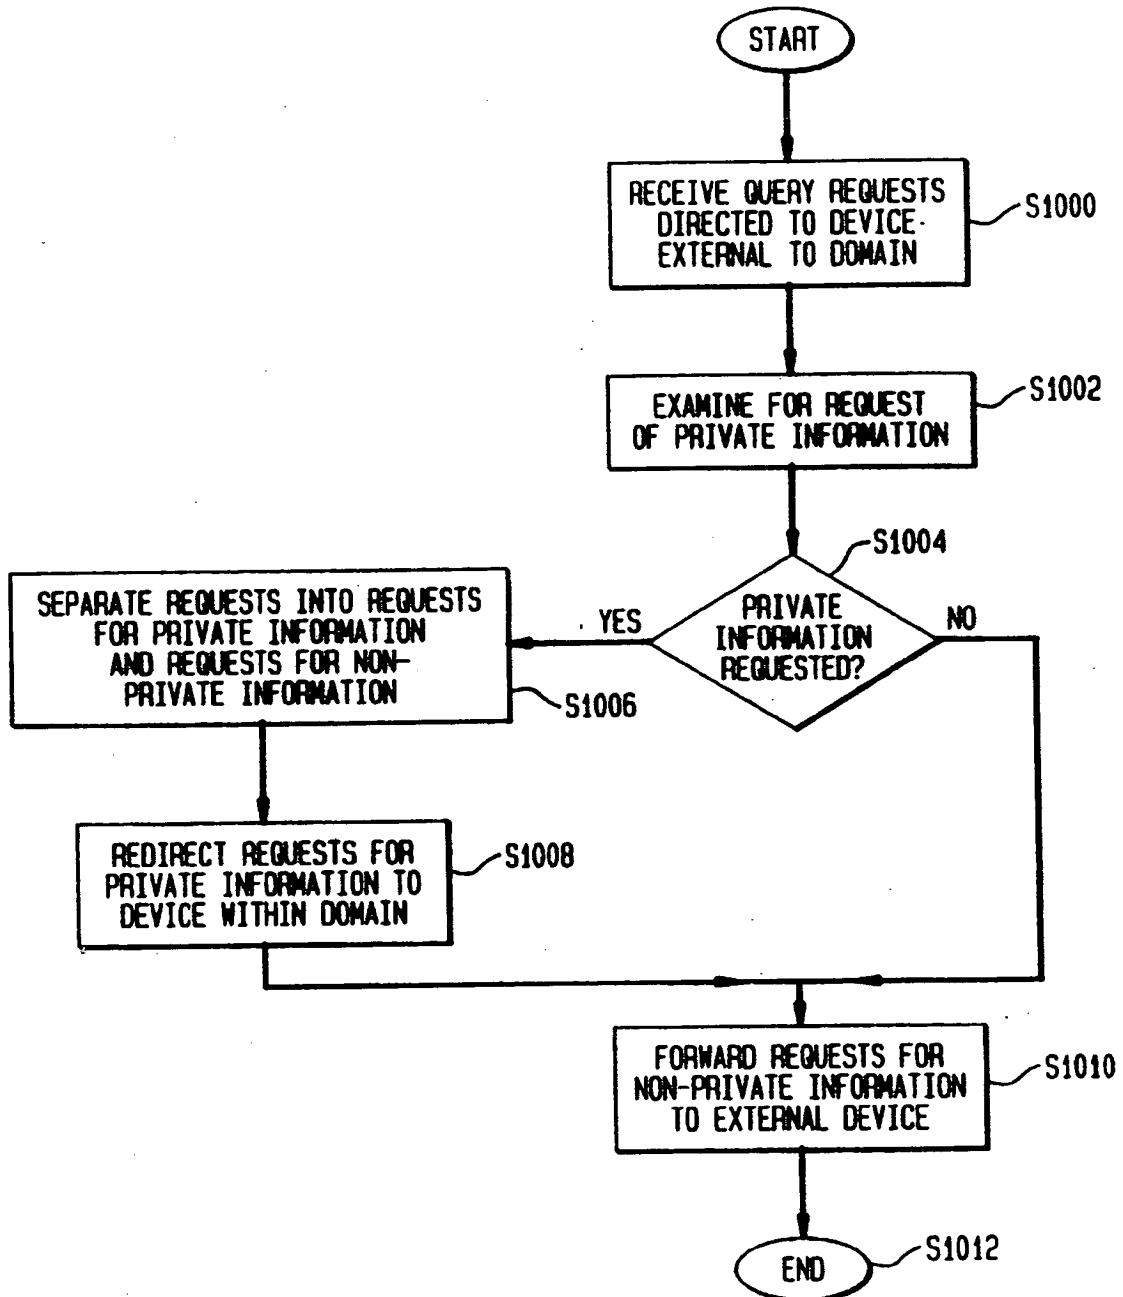 START
RECEIVE QUERY REQUESTS
DIRECTED TO DEVICE
EXTERNAL TO DOMAIN
S1000
EXAMINE FOR REQUEST
OF PRIVATE INFORMATION
S1002
S1004
PRIVATE
INFORMATION
REQUESTED?
YES
NO
SEPARATE REQUESTS INTO REQUESTS
FOR PRIVATE INFORMATION
AND REQUESTS FOR NON-
PRIVATE INFORMATION
S1006
REDIRECT REQUESTS FOR
PRIVATE INFORMATION TO
DEVICE WITHIN DOMAIN
S1008
FORWARD REQUESTS FOR
NON-PRIVATE INFORMATION
TO EXTERNAL DEVICE
S1010
END
S1012